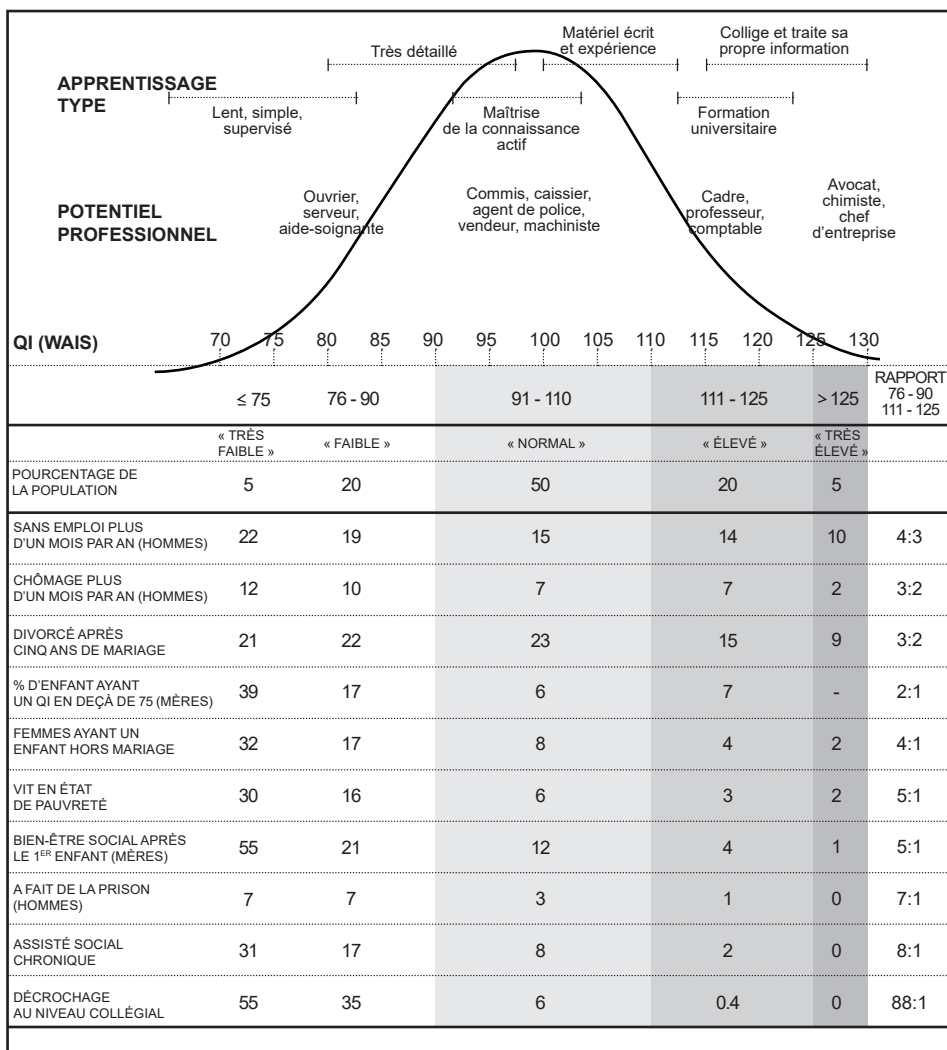 Matériel écrit
et expérience
Collige et traite sa
propre information
Très détaillé
APPRENTISSAGE
TYPE
Lent, simple,
supervisé
Maîtrise
de la connaissance
actif
Formation
universitaire
POTENTIEL
PROFESSIONNEL
Ouvrier,
serveur,
aide-soignante
Commis, caissier,
agent de police,
vendeur, machiniste
Cadre,
professeur,
comptable
Avocat,
chimiste,
chef
d’entreprise
QI (WAIS) 70 75 80 85 90 95 100 105 110 115 120 125 130
≤ 75 76 - 90 91 - 110 111 - 125 > 125
RAPPORT
76 - 90
111 - 125
« TRÈS
FAIBLE »
« FAIBLE » « NORMAL » « ÉLEVÉ »
« TRÈS
ÉLEVÉ »
POURCENTAGE DE
LA POPULATION
5 20 50 20 5
SANS EMPLOI PLUS
D’UN MOIS PAR AN (HOMMES)
22 19 15 14 10 4:3
CHÔMAGE PLUS
D’UN MOIS PAR AN (HOMMES)
12 10 7 7 2 3:2
DIVORCÉ APRÈS
CINQ ANS DE MARIAGE
21 22 23 15 9 3:2
% D’ENFANT AYANT
UN QI EN DEÇÀ DE 75 (MÈRES)
39 17 6 7 - 2:1
FEMMES AYANT UN
ENFANT HORS MARIAGE
32 17 8 4 2 4:1
VIT EN ÉTAT
DE PAUVRETÉ
30 16 6 3 2 5:1
BIEN-ÊTRE SOCIAL APRÈS
LE 1ER ENFANT (MÈRES)
55 21 12 4 1 5:1
A FAIT DE LA PRISON
(HOMMES)
7 7 3 1 0 7:1
ASSISTÉ SOCIAL
CHRONIQUE
31 17 8 2 0 8:1
DÉCROCHAGE
AU NIVEAU COLLÉGIAL
55 35 6 0.4 0 88:1